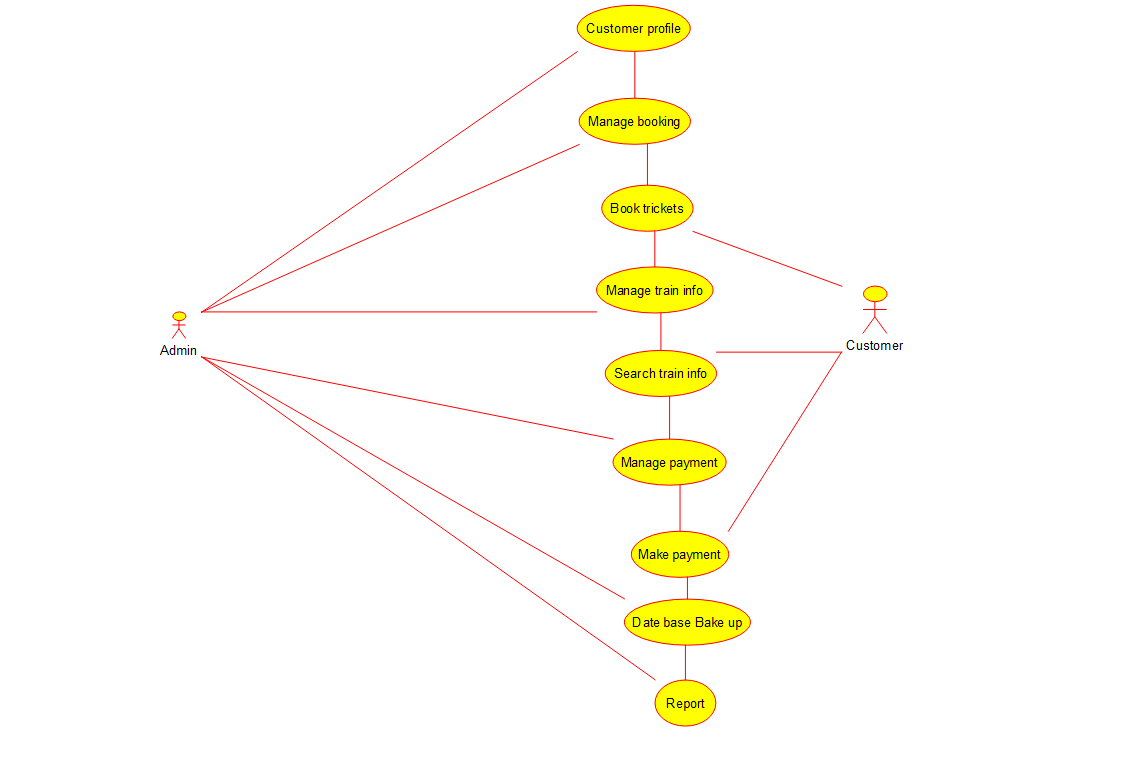 Customer profile
Manage booking
Book trickets
Manage train info
Admin
Customer
Search train info
Manage payment
Make payment
Date base Bake up
Report